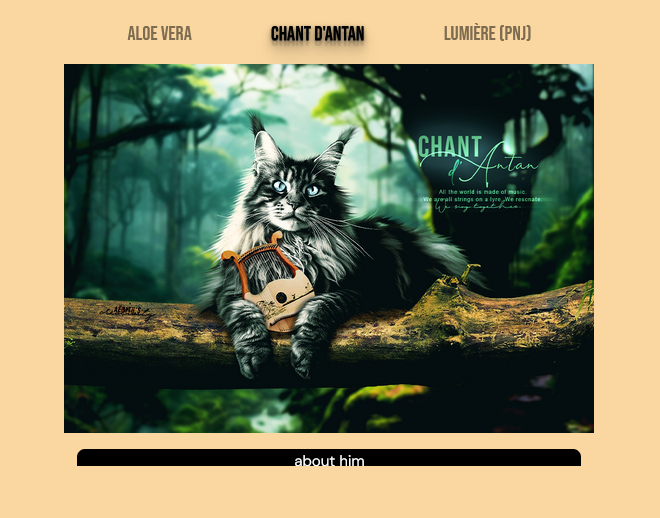 ALOE VERA
CHANT D'ANTAN
LUMIÈRE (PNJ)
CHANT
d'Antan
All the world is made of music.
We are all strings on a lyre. We resonate.
We sing together.
about him